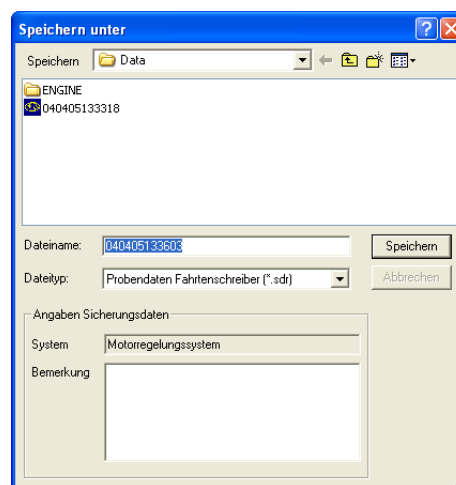 Speichern unter
Speichern Data
ENGINE
040405133318
Dateiname: 040405133603 Speichern
Dateityp: Probendaten Fahrtenschreiber (*.sdr) Abbrechen
Angaben Sicherungsdaten
System Motorregelungssystem
Bemerkung